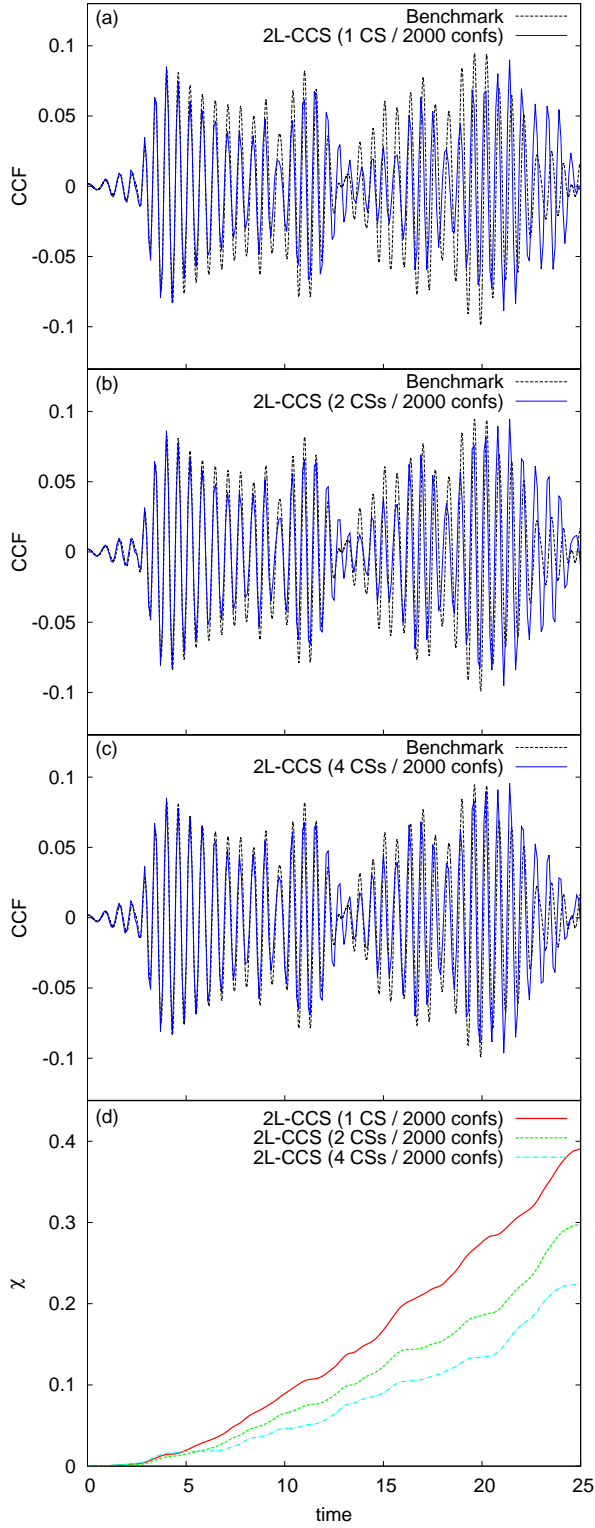 (a)
Benchmark
2L-CCS (1 CS / 2000 confs)
0.1
0.05
0
-0.05
-0.1
CCF
(b)
Benchmark
2L-CCS (2 CSs / 2000 confs)
0.1
0.05
0
-0.05
-0.1
CCF
(c)
Benchmark
2L-CCS (4 CSs / 2000 confs)
0.1
0.05
0
-0.05
-0.1
CCF
(d)
2L-CCS (1 CS / 2000 confs)
2L-CCS (2 CSs / 2000 confs)
2L-CCS (4 CSs / 2000 confs)
0.4
0.3
0.2
0.1
0
χ
0 5 10 15 20 25
time